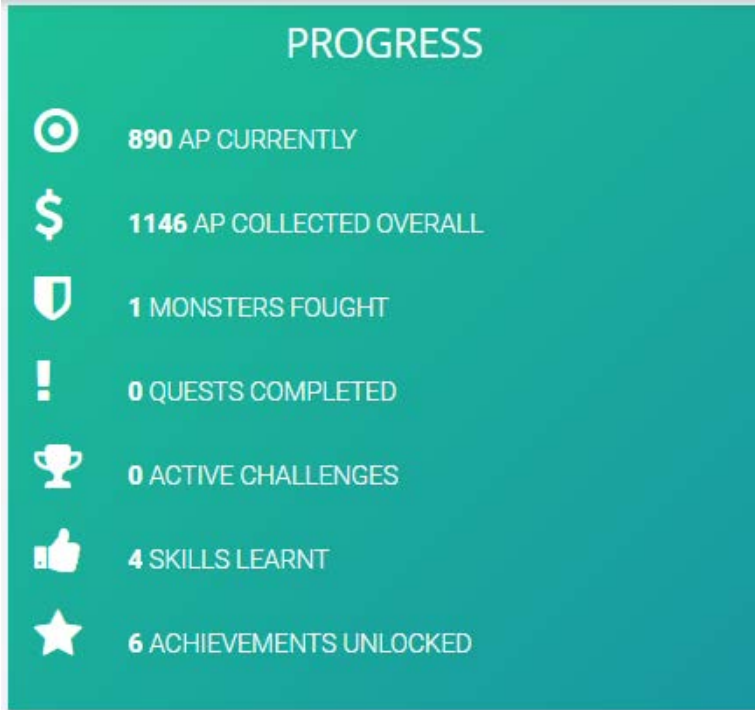 PROGRESS
890 AP CURRENTLY
1146 AP COLLECTED OVERALL
1 MONSTERS FOUGHT
0 QUESTS COMPLETED
0 ACTIVE CHALLENGES
4 SKILLS LEARNT
6 ACHIEVEMENTS UNLOCKED